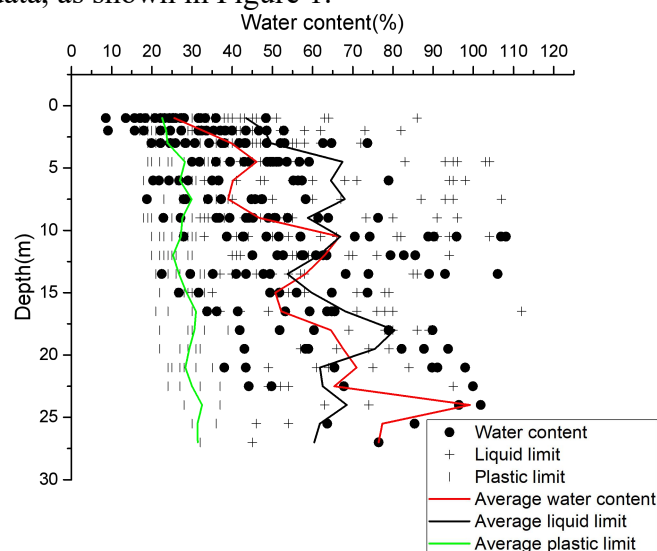 data, as shown in Figure 1.
Water content(%)
0 10 20 30 40 50 60 70 80 90 100 110 120
0
5
10
15
20
25
30
Depth(m)
Water content
Liquid limit
Plastic limit
Average water content
Average liquid limit
Average plastic limit